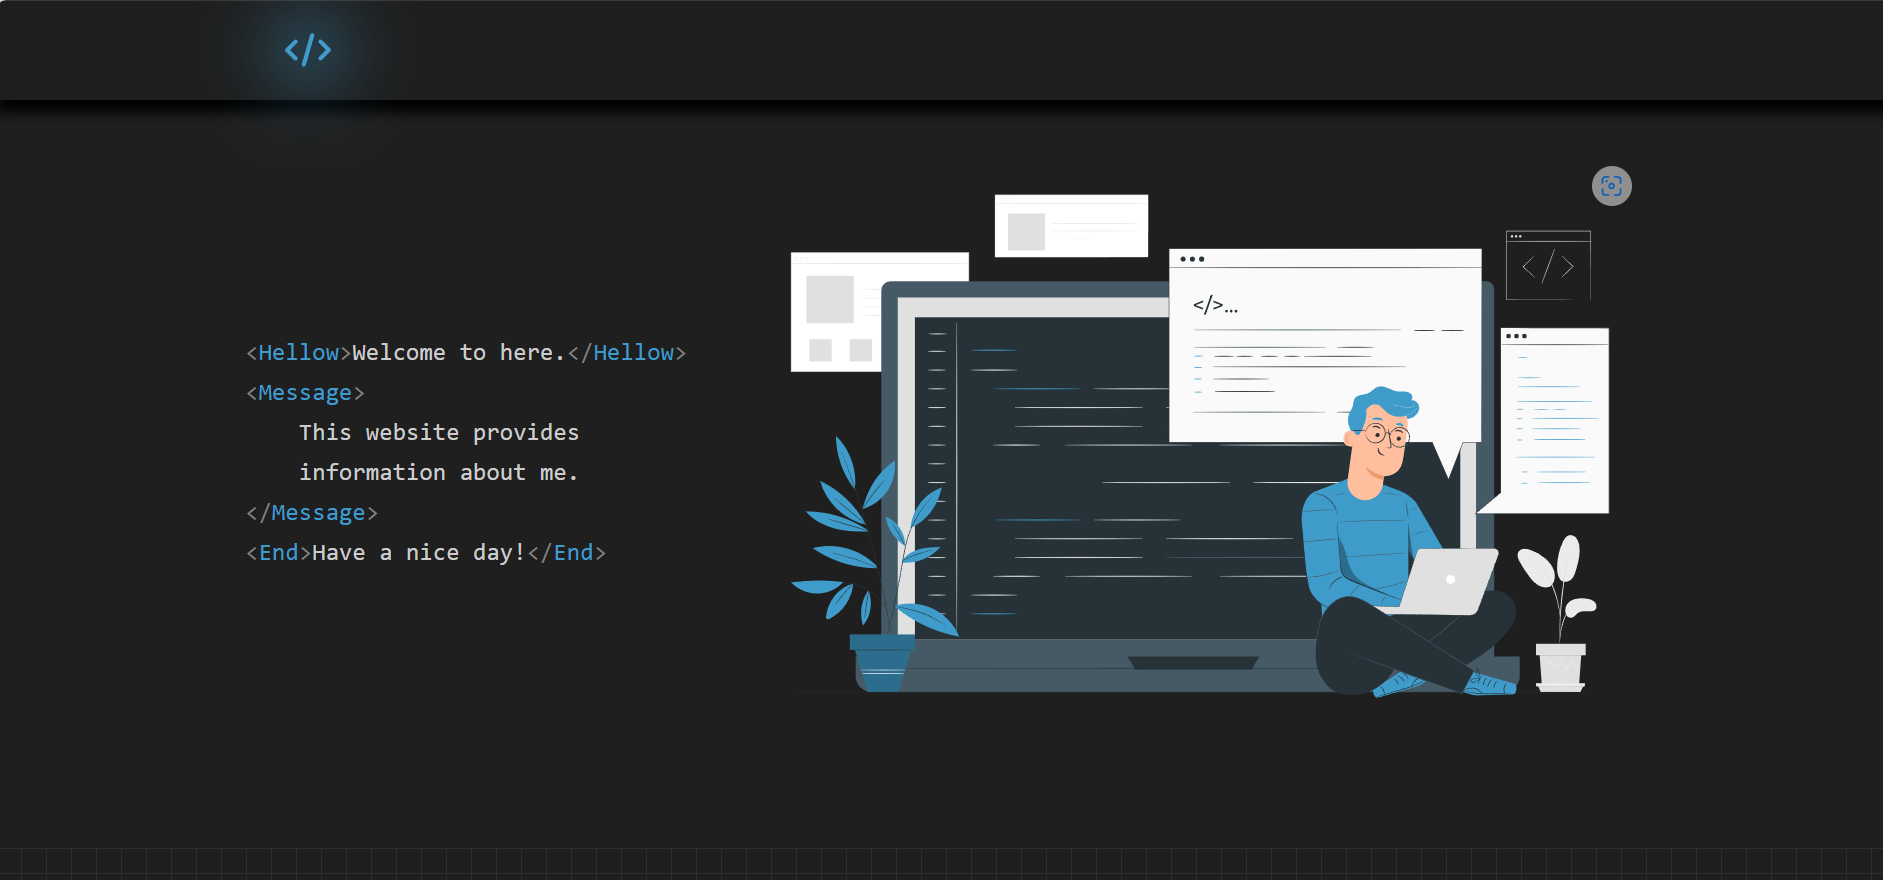 </>
<Hellow>Welcome to here.</Hellow>
<Message>
This website provides
information about me.
</Message>
<End>Have a nice day!</End>
</>...
</>